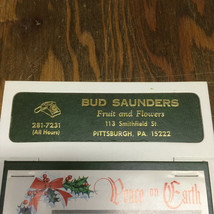 BUD SAUNDERS
Fruit and Flowers
281-7231
(All Hours)
113 Smithfield St.
PITTSBURGH, PA. 15222
Peace on Earth